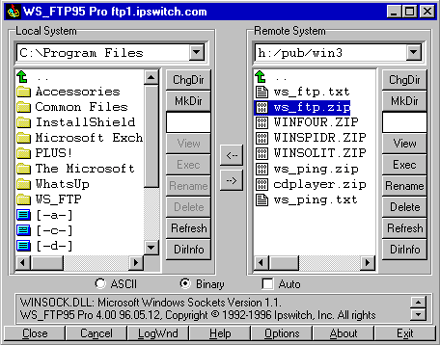 WS_FTP95 Pro ftp1.ipswitch.com
Local System
C:\Program Files
..
Accessories
Common Files
InstallShield
Microsoft Exch
PLUS!
The Microsoft
WhatsUp
WS_FTP
[-a-]
[-c-]
[-d-]
ChgDir
MkDir
View
Exec
Rename
Delete
Refresh
DirInfo
<--
-->
Remote System
h:/pub/win3
..
ws_ftp.txt
ws_ftp.zip
WINFOUR.ZIP
WINSPIDR.ZIP
WINSOLIT.ZIP
ws_ping.zip
cdplayer.zip
ws_ping.txt
ChgDir
MkDir
View
Exec
Rename
Delete
Refresh
DirInfo
ASCII Binary Auto
WINSOCK.DLL: Microsoft Windows Sockets Version 1.1.
WS_FTP95 Pro 4.00 96.05.12, Copyright © 1992-1996 Ipswitch, Inc. All rights
Close Cancel LogWnd Help Options About Exit